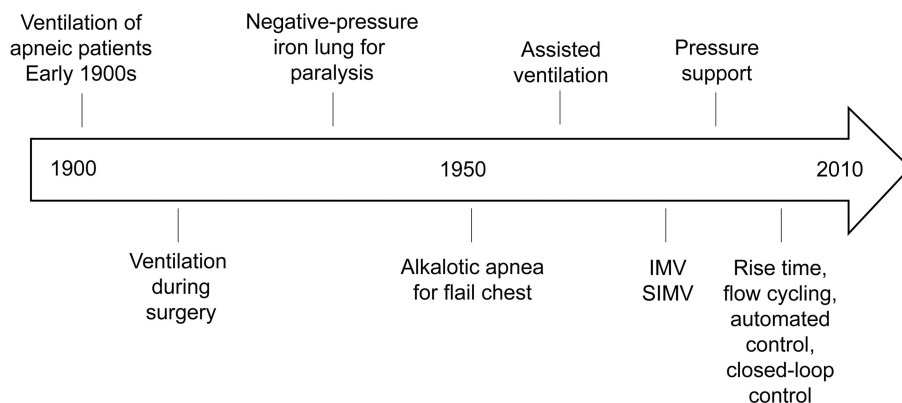 Ventilation of
apneic patients
Early 1900s
Negative-pressure
iron lung for
paralysis
Assisted
ventilation
Pressure
support
1900
1950
2010
Ventilation
during
surgery
Alkalotic apnea
for flail chest
IMV
SIMV
Rise time,
flow cycling,
automated
control,
closed-loop
control